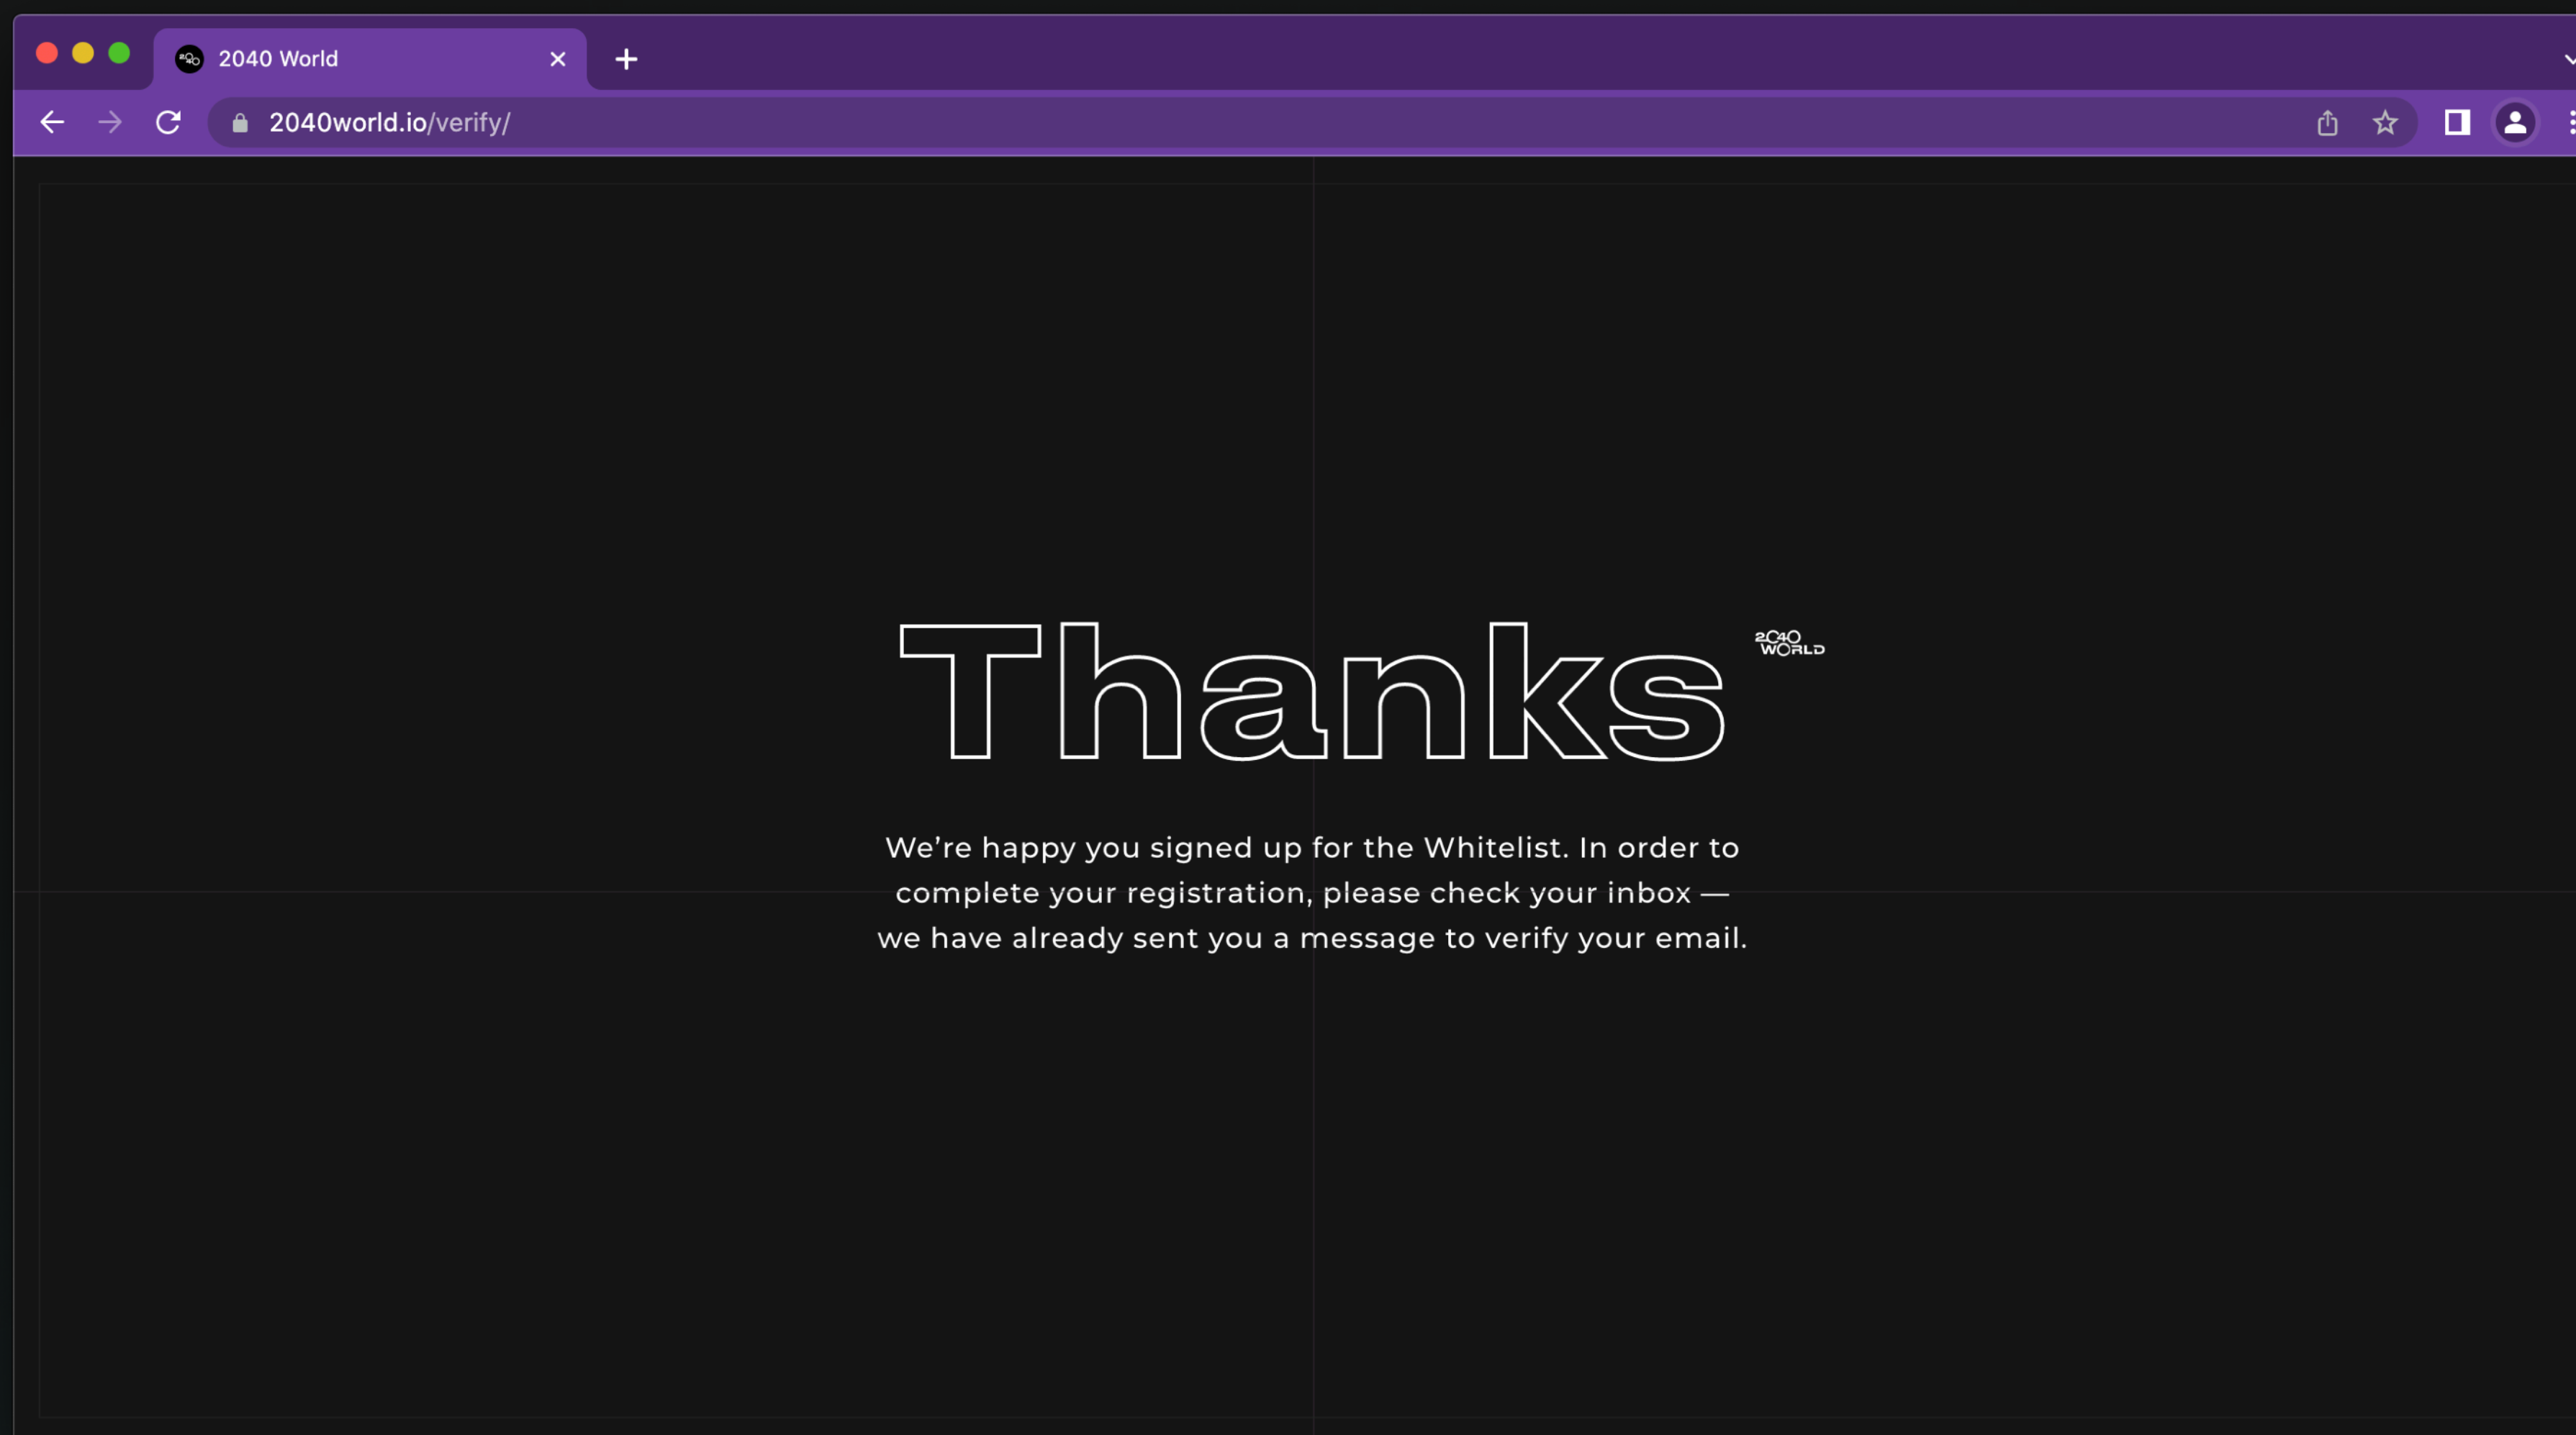 2040 World
2040world.io/verify/
Thanks
2040
WORLD
We're happy you signed up for the Whitelist. In order to
complete your registration, please check your inbox —
we have already sent you a message to verify your email.